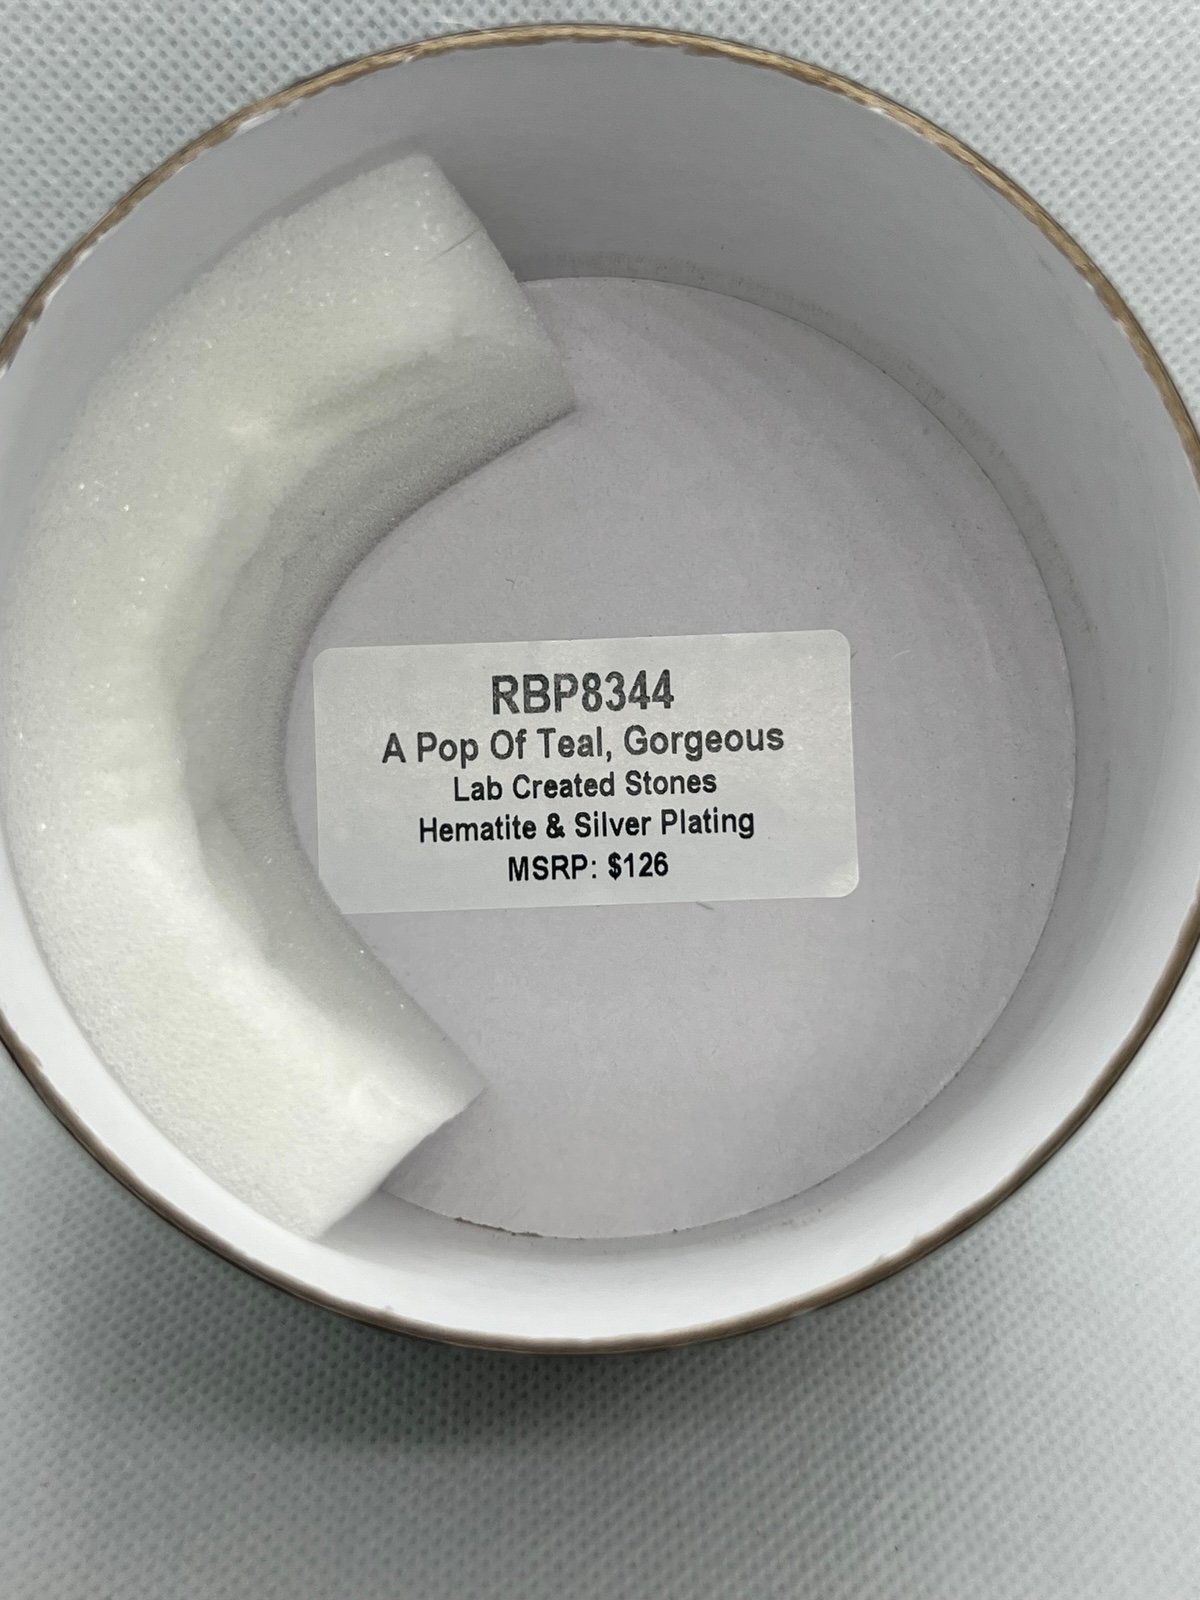 RBP8344
A Pop Of Teal, Gorgeous
Lab Created Stones
Hematite & Silver Plating
MSRP: $126